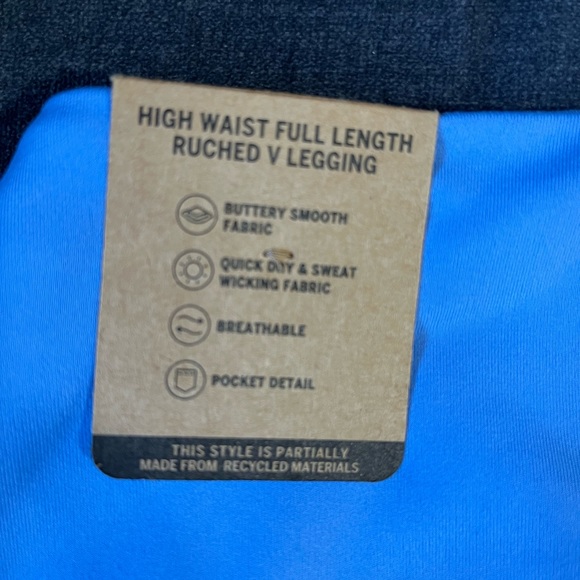 HIGH WAIST FULL LENGTH
RUCHED V LEGGING
BUTTERY SMOOTH
FABRIC
QUICK DRY & SWEAT
WICKING FABRIC
BREATHABLE
POCKET DETAIL
THIS STYLE IS PARTIALLY
MADE FROM RECYCLED MATERIALS